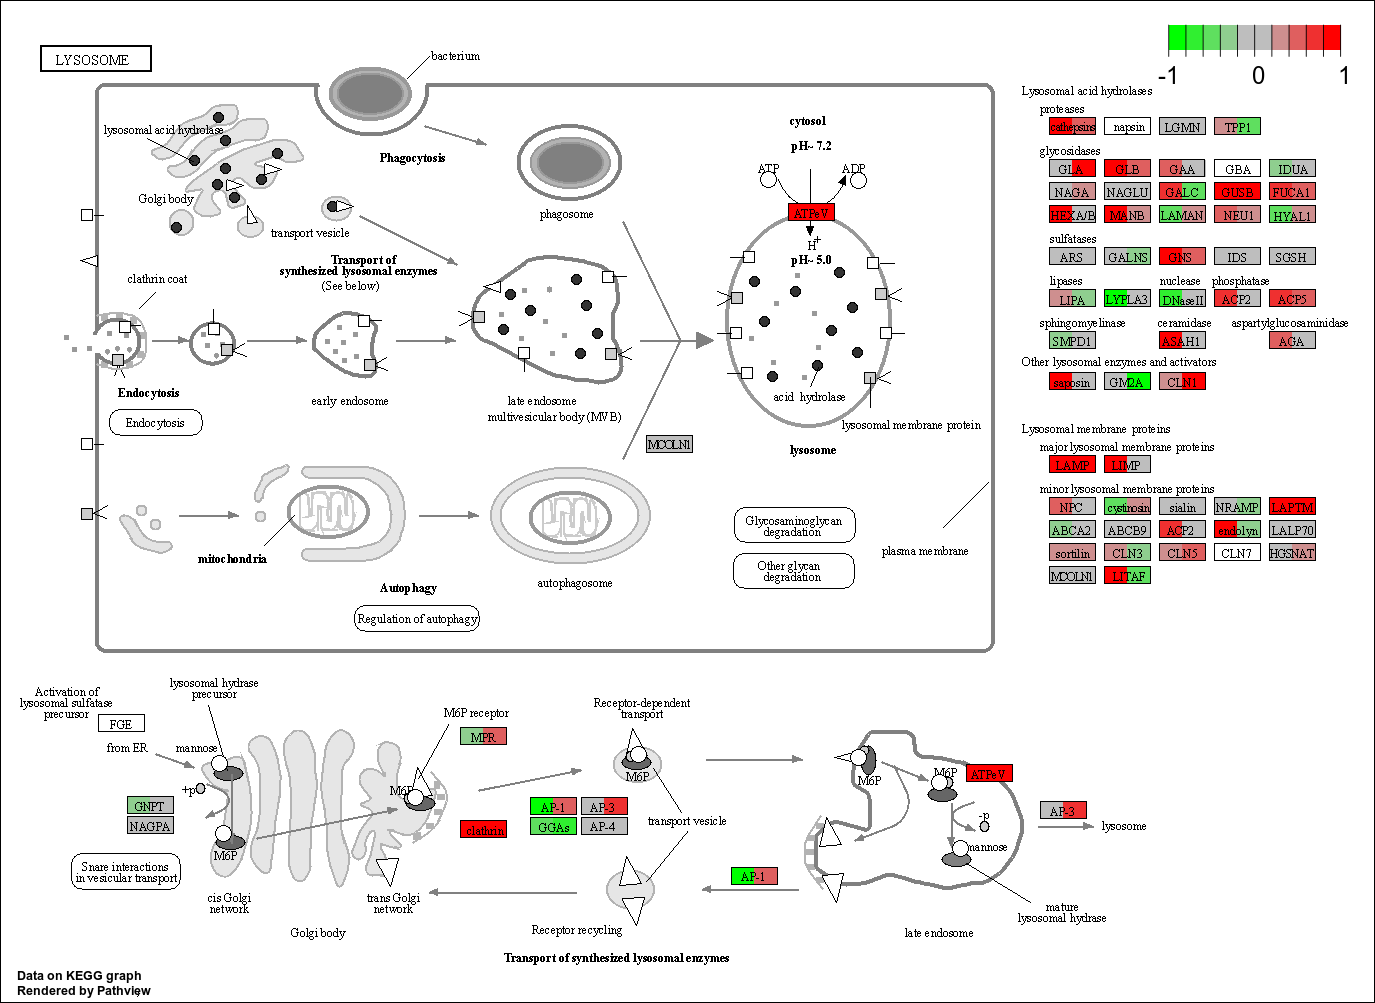 LYSOSOME
bacterium
-1 0 1
lysosomal acid hydrolase
Phagocytosis
Golgi body
transport vesicle
phagosome
Transport of
synthesized lysosomal enzymes
(See below)
clathrin coat
cytosol
pH~ 7.2
ATP
ADP
ATPeV
H+
pH~ 5.0
Endocytosis
Endocytosis
early endosome
late endosome
multivesicular body (MVB)
acid hydrolase
lysosomal membrane protein
lysosome
MCOLN1
mitochondria
Autophagy
Regulation of autophagy
autophagosome
Glycosaminoglycan
degradation
Other glycan
degradation
plasma membrane
Lysosomal acid hydrolases
proteases
cathepsins napsin LGMN TPP1
glycosidases
GLA GLB GAA GBA IDUA
NAGA NAGLU GALC GUSB FUCA1
HEXA/B MANB LAMAN NEU1 HYAL1
sulfatases
ARS GALNS GNS IDS SGSH
lipases nuclease phosphatase
LIPA LYPLA3 DNaseII ACP2 ACP5
sphingomyelinase ceramidase aspartylglucosaminidase
SMPD1 ASAH1 AGA
Other lysosomal enzymes and activators
saposin GM2A CLN1
Lysosomal membrane proteins
major lysosomal membrane proteins
LAMP LIMP
minor lysosomal membrane proteins
NPC cystinosin sialin NRAMP LAPTM
ABCA2 ABCB9 ACP2 endolyn LALP70
sortilin CLN3 CLN5 CLN7 HGSNAT
MCOLN1 LITAF
Activation of
lysosomal sulfatase
precursor
FGE
from ER
lysosomal hydrase
precursor
mannose
+p
GNPT
NAGPA
M6P
Snare interactions
in vesicular transport
cis Golgi
network
Golgi body
trans Golgi
network
M6P receptor
MPR
M6P
clathrin
AP-1 AP-3
GGAs AP-4
Receptor-dependent
transport
M6P
transport vesicle
Receptor recycling
AP-1
M6P
M6P
ATPeV
-p
mannose
mature
lysosomal hydrase
late endosome
AP-3
lysosome
Transport of synthesized lysosomal enzymes
Data on KEGG graph
Rendered by Pathview